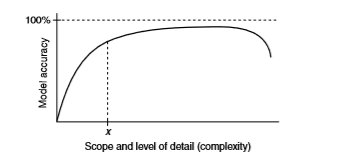 100%
Model accuracy
x
Scope and level of detail (complexity)